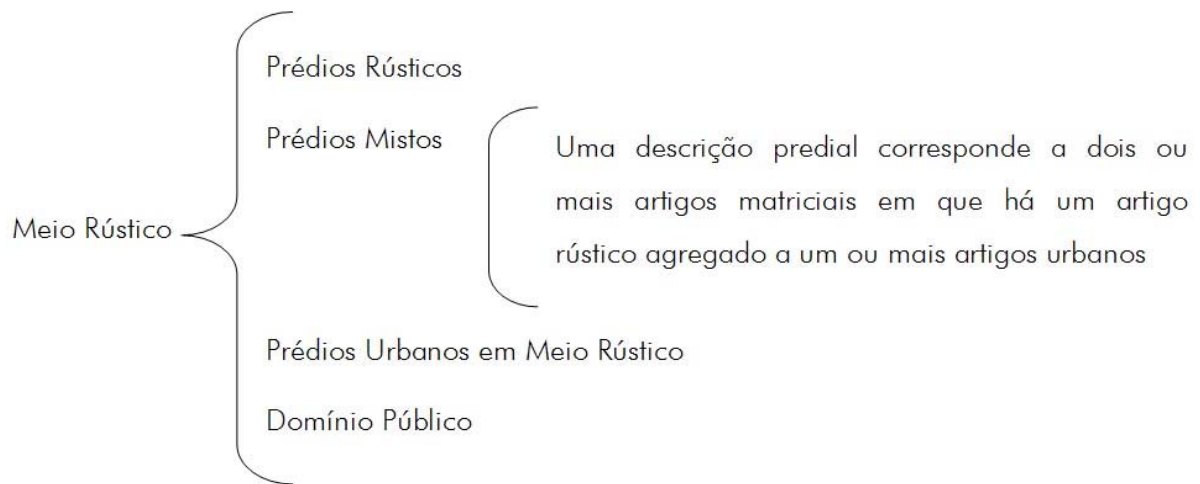 Prédios Rústicos
Prédios Mistos
Uma descrição predial corresponde a dois ou
mais artigos matriciais em que há um artigo
rústico agregado a um ou mais artigos urbanos
Meio Rústico
Prédios Urbanos em Meio Rústico
Domínio Público